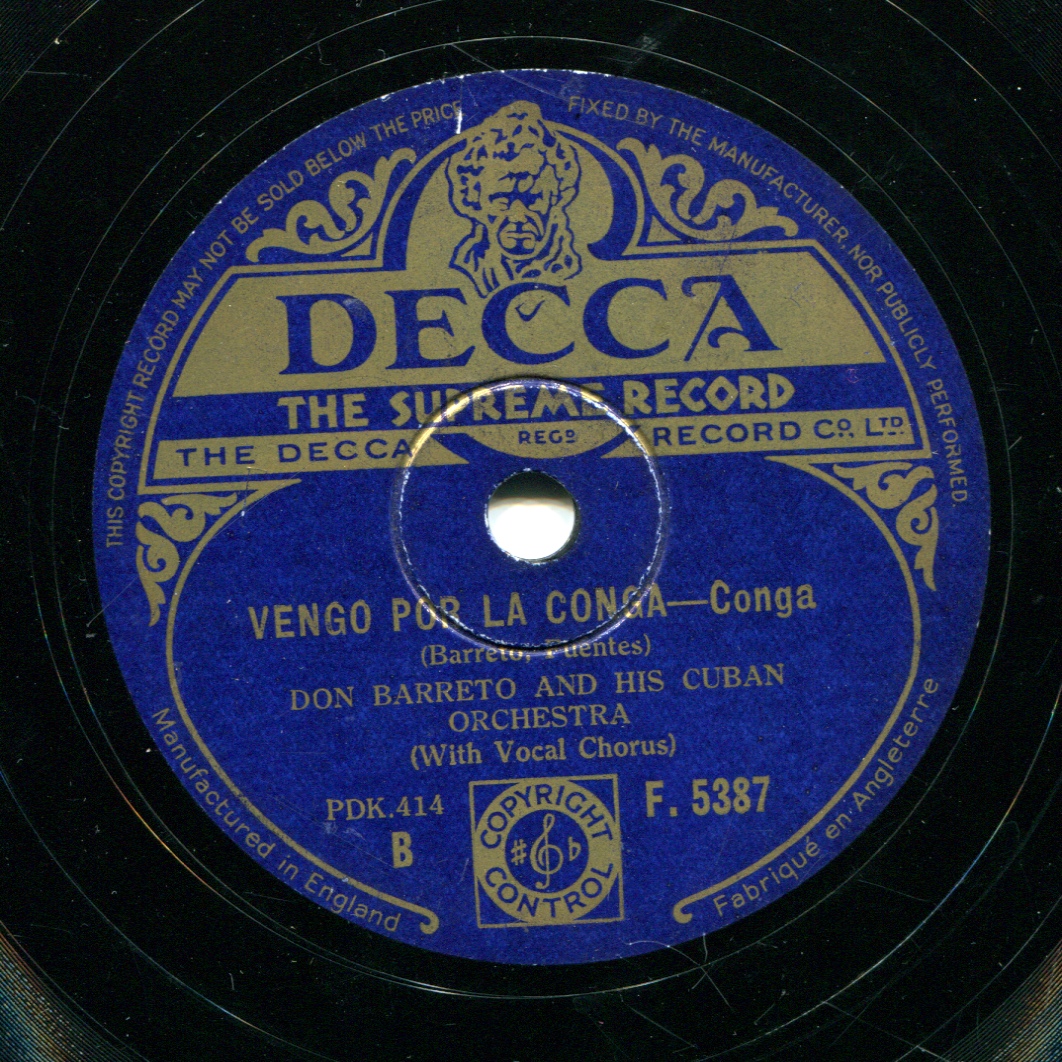 THIS COPYRIGHT RECORD MAY NOT BE SOLD BELOW THE PRICE FIXED BY THE MANUFACTURER, NOR PUBLICLY PERFORMED.
DECCA
THE SUPREME RECORD
THE DECCA REGD RECORD CO. LTD.
VENGO POR LA CONGA—Conga
(Barreto, Fuentes)
DON BARRETO AND HIS CUBAN
ORCHESTRA
(With Vocal Chorus)
PDK.414
B
COPYRIGHT
CONTROL
F. 5387
Manufactured in England
Fabriqué en Angleterre